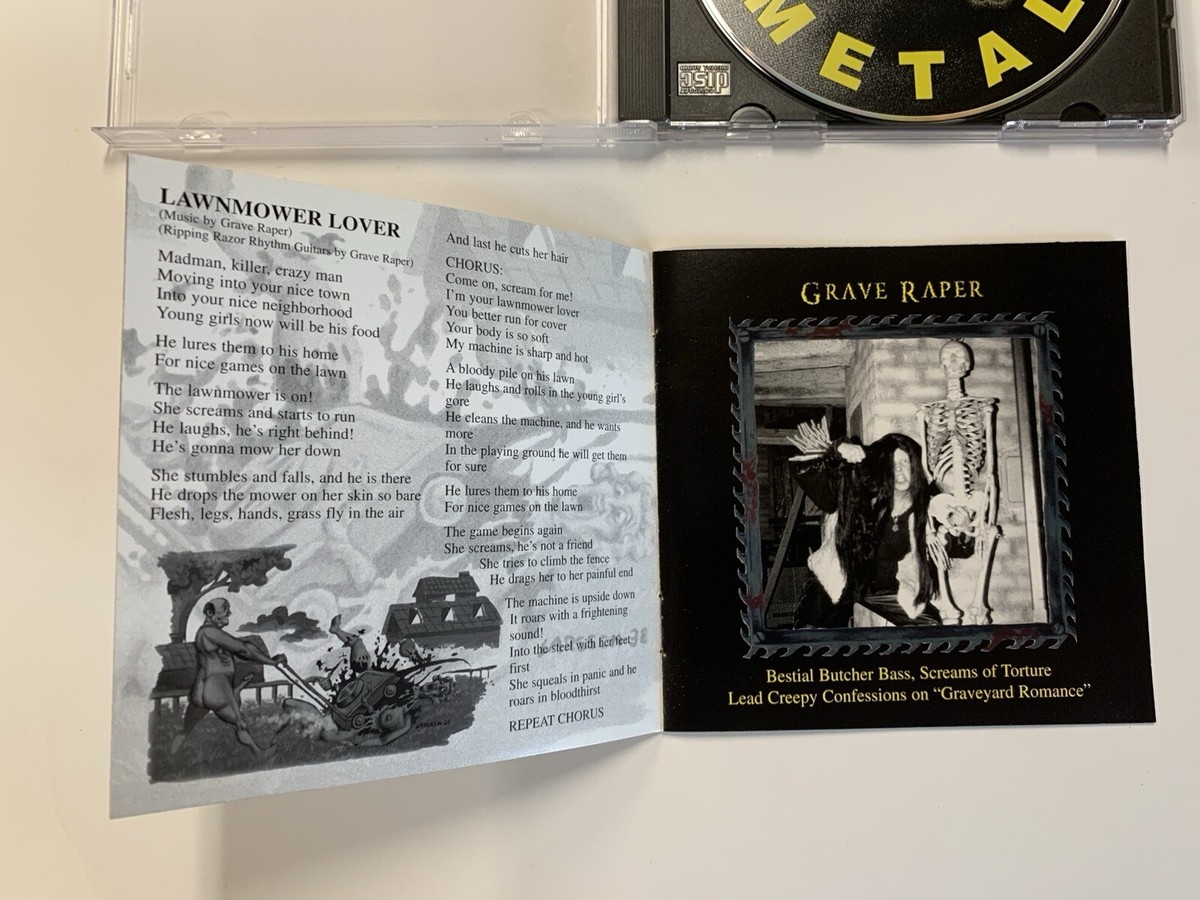 METAL
COMPACT
disc
DIGITAL AUDIO
LAWNMOWER LOVER
(Music by Grave Raper)
(Ripping Razor Rhythm Guitars by Grave Raper)
Madman, killer, crazy man
Moving into your nice town
Into your nice neighborhood
Young girls now will be his food
He lures them to his home
For nice games on the lawn
The lawnmower is on!
She screams and starts to run
He laughs, he's right behind!
He's gonna mow her down
She stumbles and falls, and he is there
He drops the mower on her skin so bare
Flesh, legs, hands, grass fly in the air
And last he cuts her hair
CHORUS:
Come on, scream for me!
I'm your lawnmower lover
You better run for cover
Your body is so soft
My machine is sharp and hot
A bloody pile on his lawn
He laughs and rolls in the young girl's
gore
He cleans the machine, and he wants
more
In the playing ground he will get them
for sure
He lures them to his home
For nice games on the lawn
The game begins again
She screams, he's not a friend
She tries to climb the fence
He drags her to her painful end
The machine is upside down
It roars with a frightening
sound!
Into the steel with her feet
first
She squeals in panic and he
roars in bloodthirst
REPEAT CHORUS
GRAVE RAPER
Bestial Butcher Bass, Screams of Torture
Lead Creepy Confessions on “Graveyard Romance”